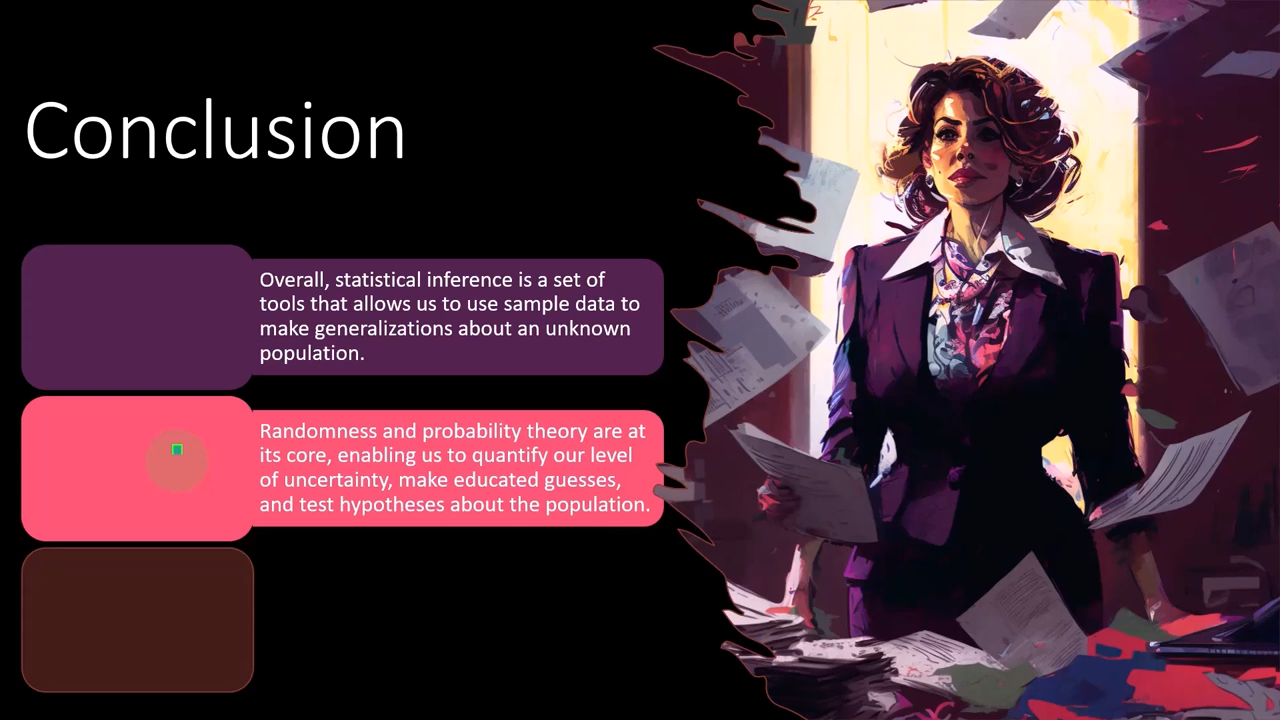 Conclusion
Overall, statistical inference is a set of
tools that allows us to use sample data to
make generalizations about an unknown
population.
Randomness and probability theory are at
its core, enabling us to quantify our level
of uncertainty, make educated guesses,
and test hypotheses about the population.